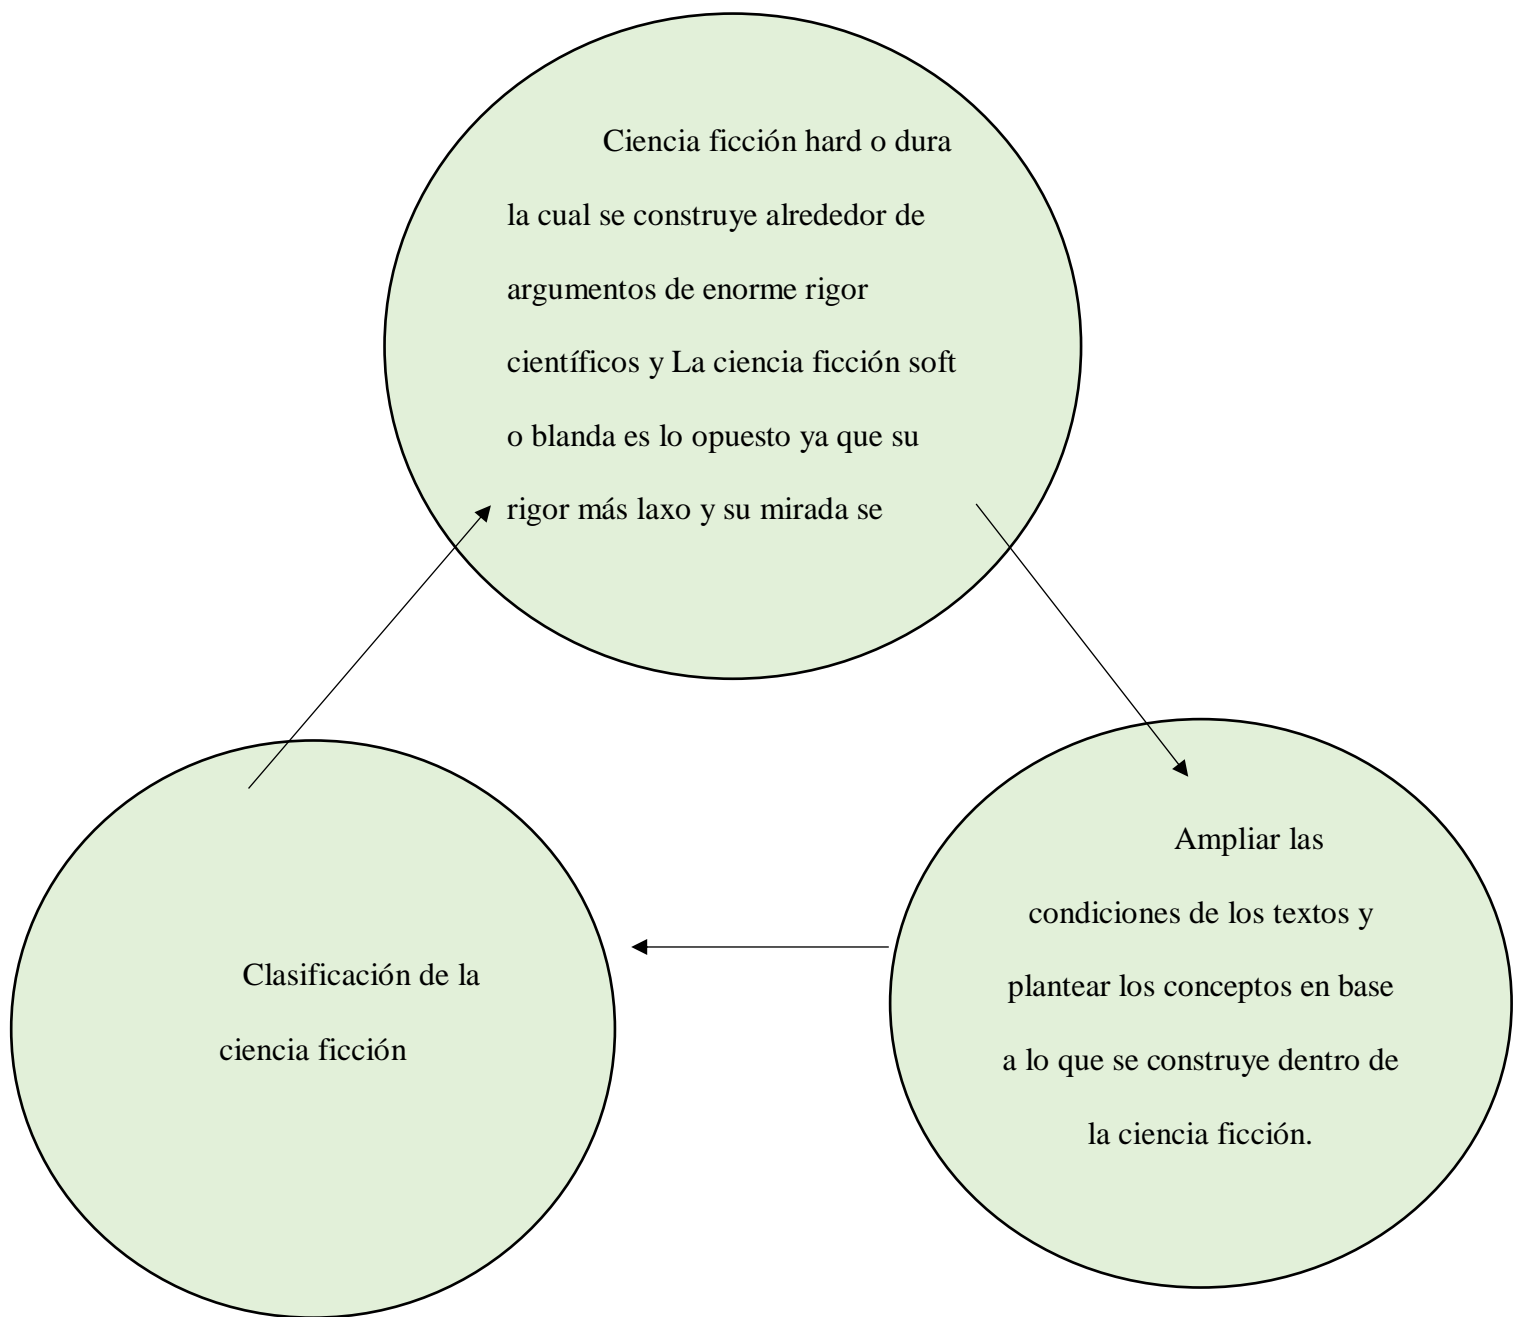 Ciencia ficción hard o dura
la cual se construye alrededor de
argumentos de enorme rigor
científicos y La ciencia ficción soft
o blanda es lo opuesto ya que su
rigor más laxo y su mirada se
Ampliar las
condiciones de los textos y
plantear los conceptos en base
a lo que se construye dentro de
la ciencia ficción.
Clasificación de la
ciencia ficción